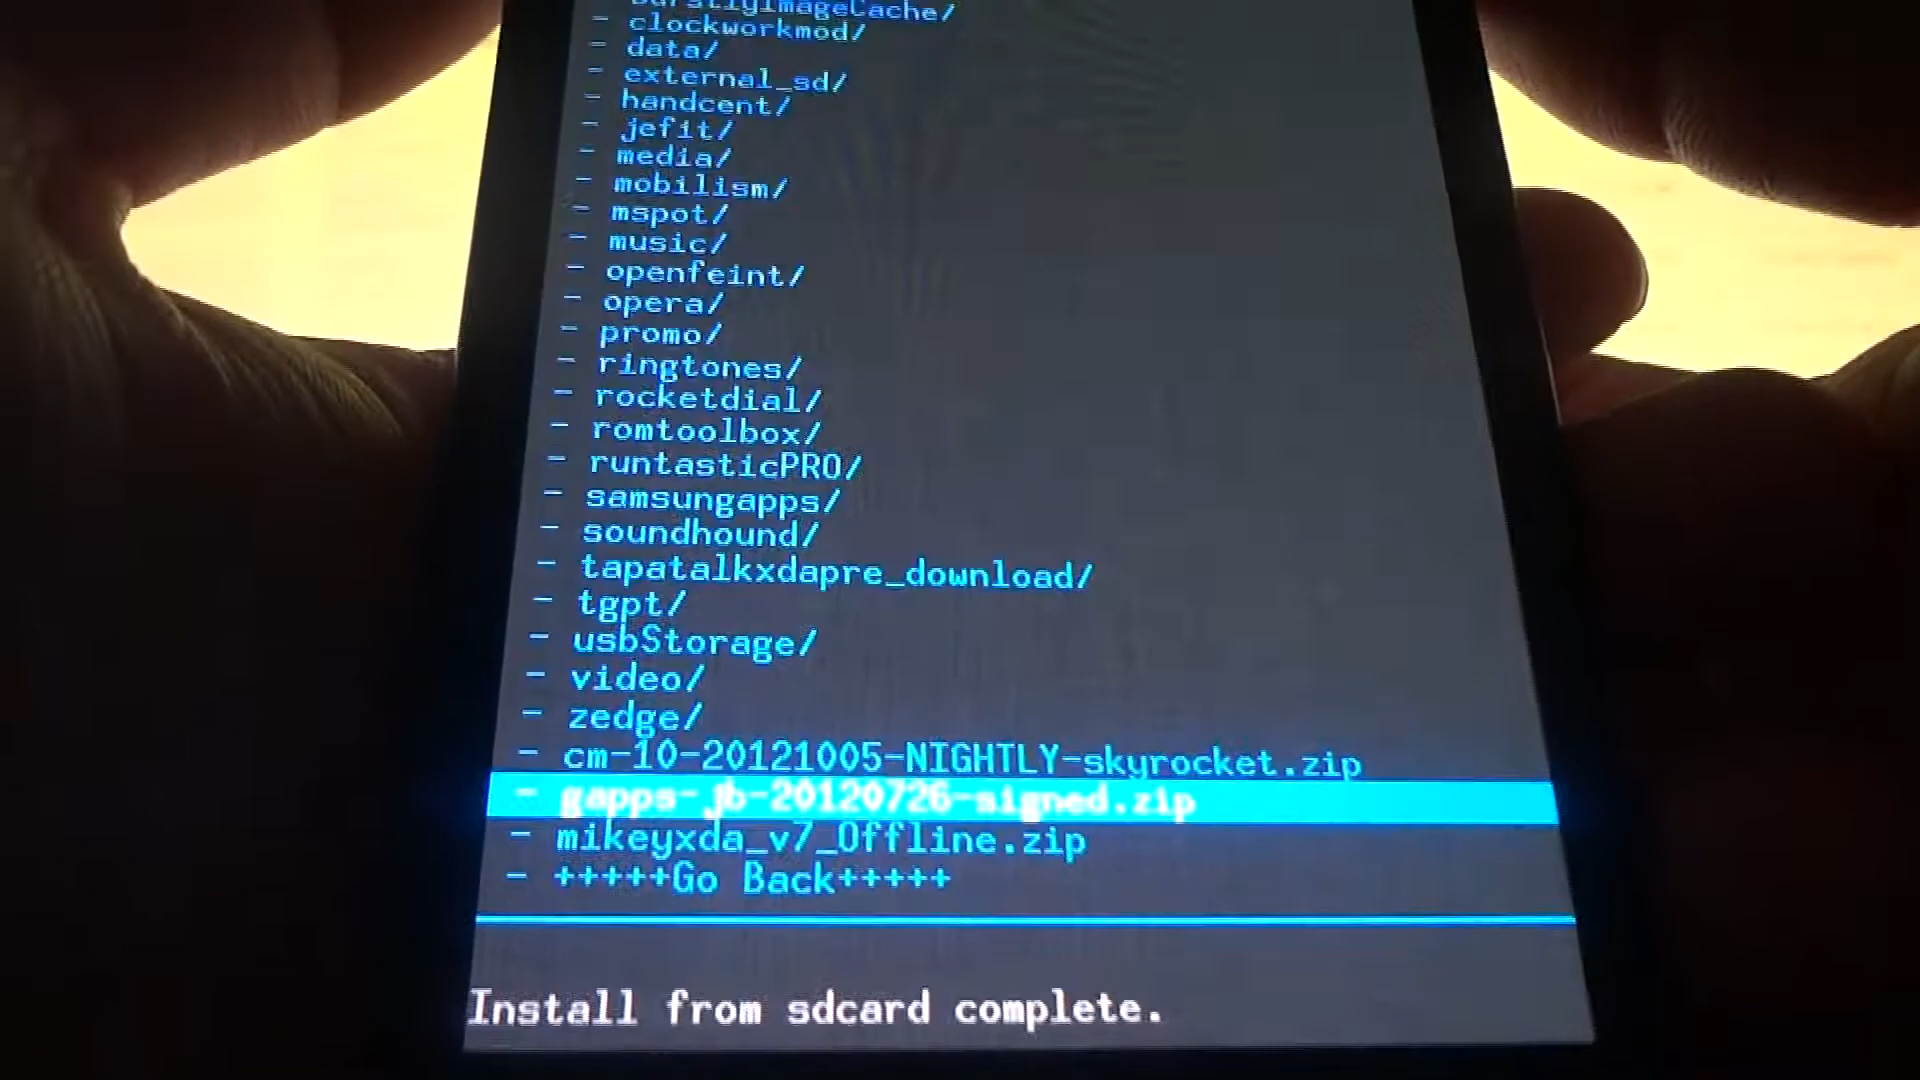 - burstlyImageCache/
- clockworkmod/
- data/
- external_sd/
- handcent/
- jefit/
- media/
- mobilism/
- mspot/
- music/
- openfeint/
- opera/
- promo/
- ringtones/
- rocketdial/
- romtoolbox/
- runtasticPRO/
- samsungapps/
- soundhound/
- tapatalkxdapre_download/
- tgpt/
- usbStorage/
- video/
- zedge/
- cm-10-20121005-NIGHTLY-skyrocket.zip
- gapps-jb-20120726-signed.zip
- mikeyxda_v7_Offline.zip
- +++++Go Back+++++
Install from sdcard complete.